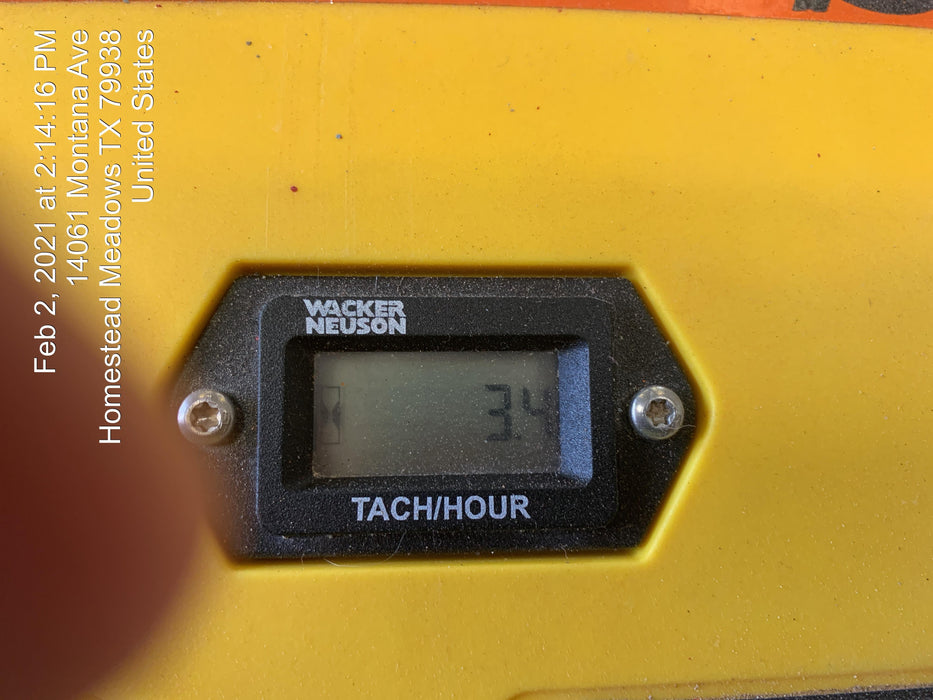 Feb 2, 2021 at 2:14:16 PM
14061 Montana Ave
Homestead Meadows TX 79938
United States
WACKER
NEUSON
3.4
TACH/HOUR